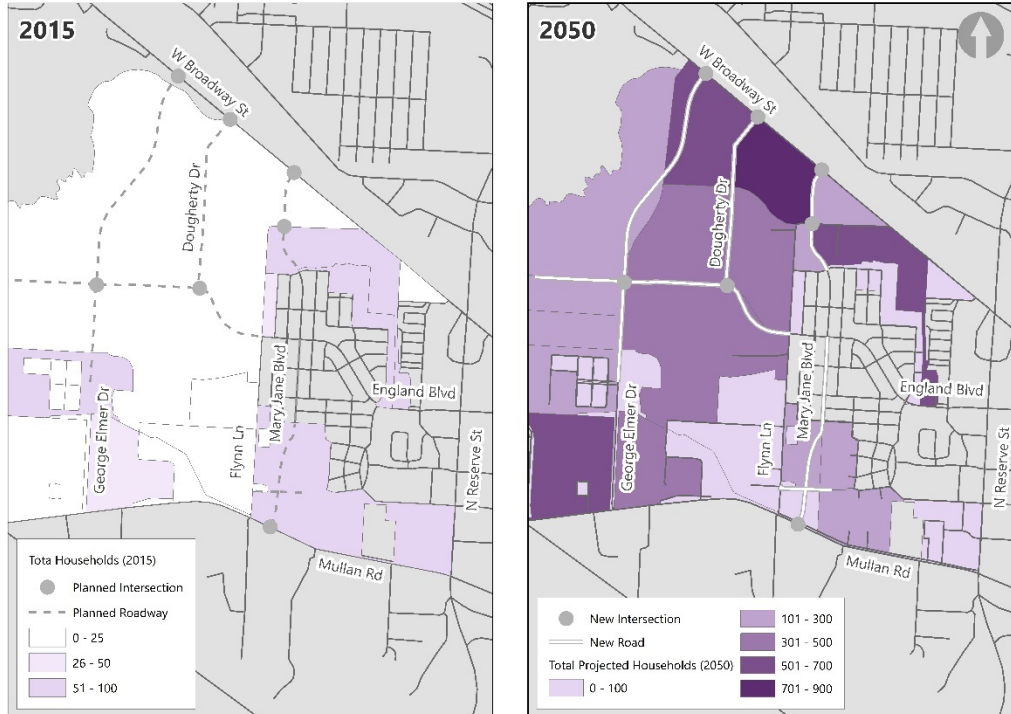 2015
W Broadway St
Dougherty Dr
Mary Jane Blvd
England Blvd
George Elmer Dr
Flynn Ln
N Reserve St
Mullan Rd
Tota Households (2015)
Planned Intersection
Planned Roadway
0 - 25
26 - 50
51 - 100
2050
W Broadway St
Dougherty Dr
Mary Jane Blvd
England Blvd
George Elmer Dr
Flynn Ln
N Reserve St
Mullan Rd
New Intersection
New Road
Total Projected Households (2050)
0 - 100
101 - 300
301 - 500
501 - 700
701 - 900